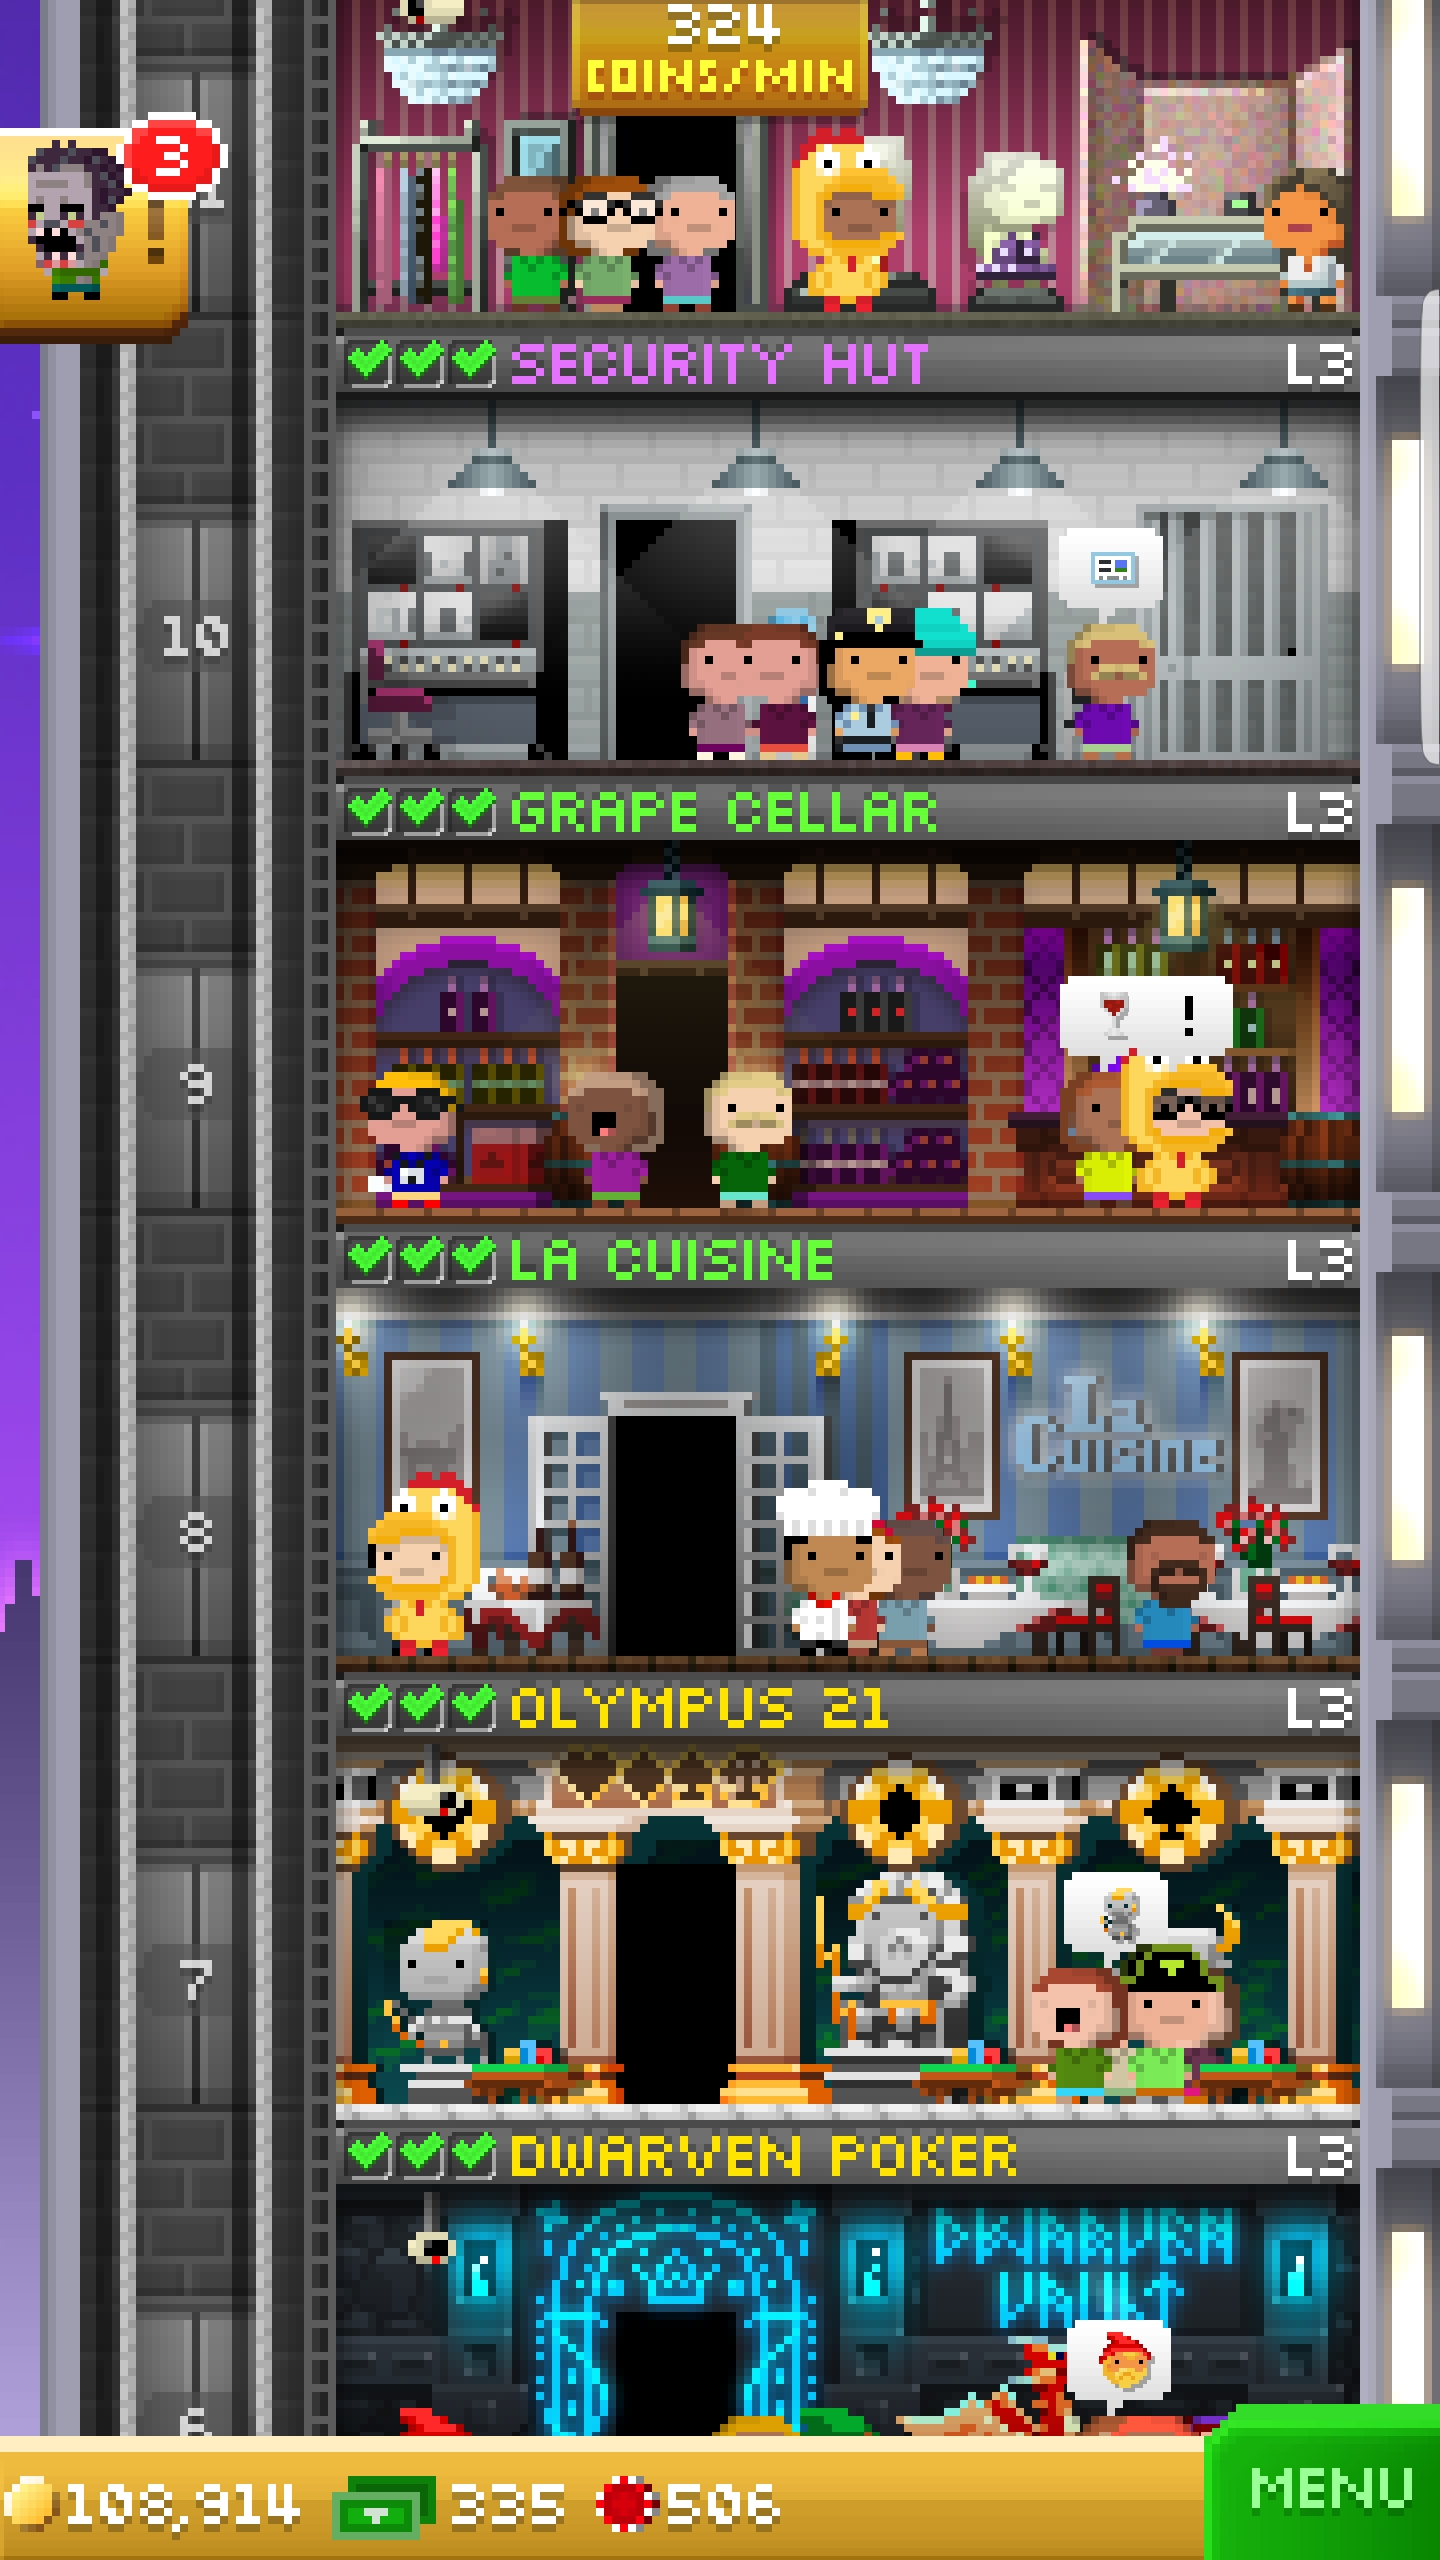 324
COINS/MIN
3
!
SECURITY HUT L3
10
GRAPE CELLAR L3
!
9
LA CUISINE L3
La
Cuisine
8
OLYMPUS 21 L3
7
DWARVEN POKER L3
DWARVEN
VAULT
6
108,914 335 506
MENU